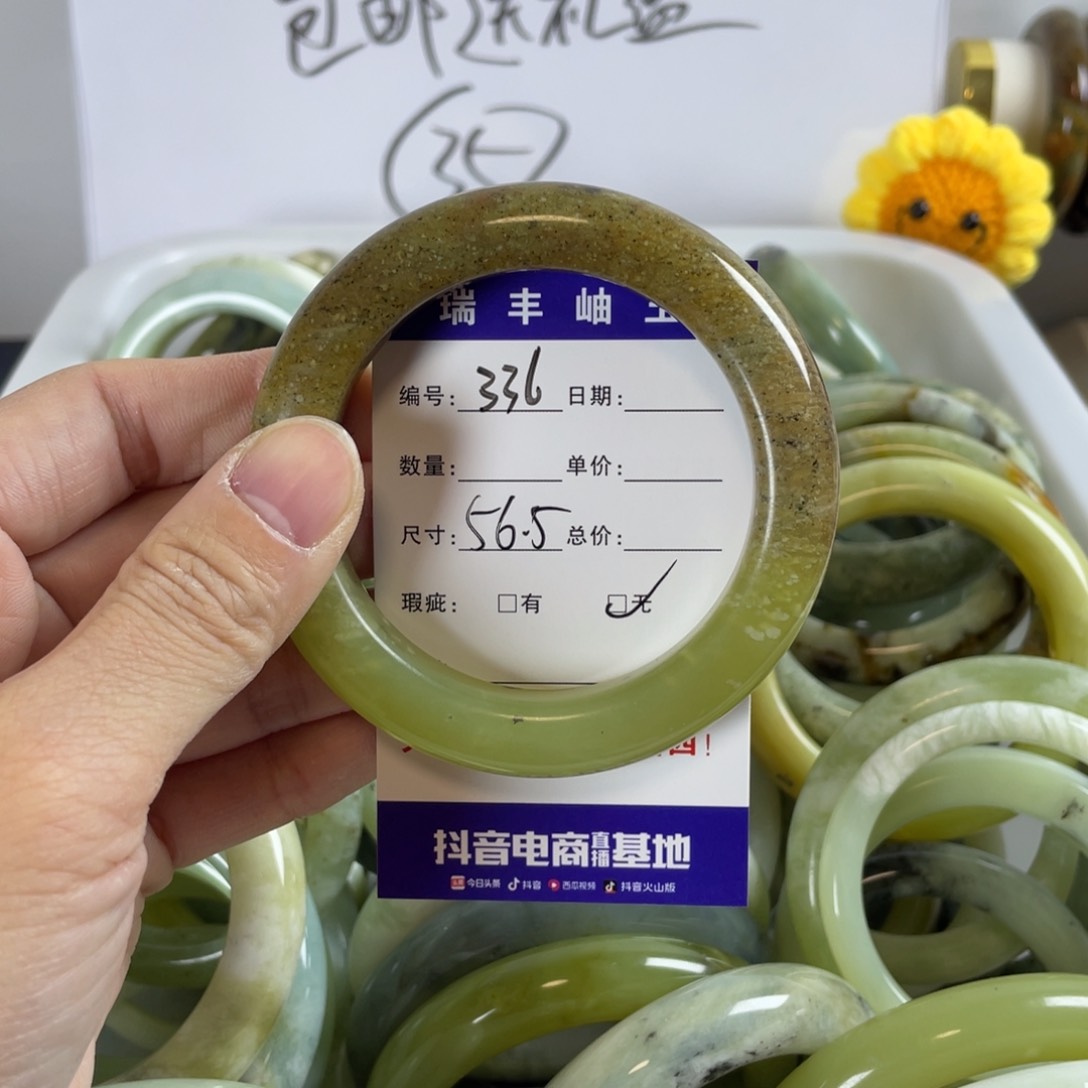 包邮送礼盒
35
瑞丰岫玉
编号：336 日期：
数量： 单价：
尺寸：56.5 总价：
瑕疵： □有 ☑无
!
抖音电商直播基地
今日头条 抖音 西瓜视频 抖音火山版